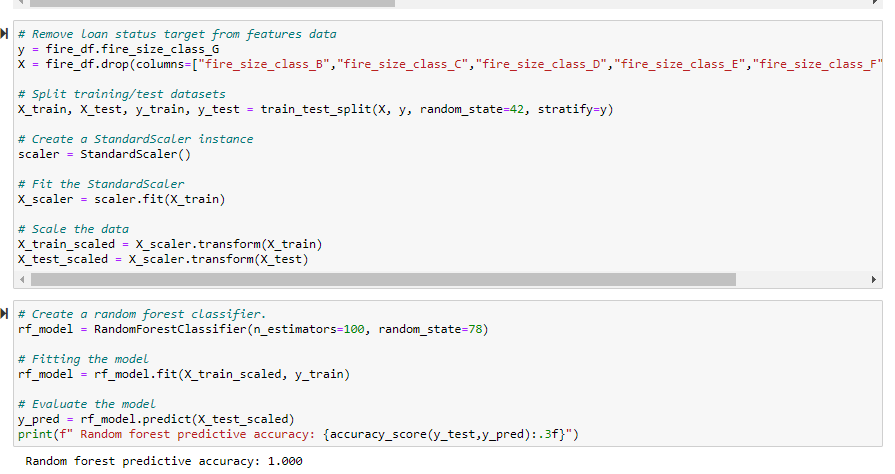 # Remove loan status target from features data
y = fire_df.fire_size_class_G
X = fire_df.drop(columns=["fire_size_class_B","fire_size_class_C","fire_size_class_D","fire_size_class_E","fire_size_class_F"
# Split training/test datasets
X_train, X_test, y_train, y_test = train_test_split(X, y, random_state=42, stratify=y)
# Create a StandardScaler instance
scaler = StandardScaler()
# Fit the StandardScaler
X_scaler = scaler.fit(X_train)
# Scale the data
X_train_scaled = X_scaler.transform(X_train)
X_test_scaled = X_scaler.transform(X_test)
# Create a random forest classifier.
rf_model = RandomForestClassifier(n_estimators=100, random_state=78)
# Fitting the model
rf_model = rf_model.fit(X_train_scaled, y_train)
# Evaluate the model
y_pred = rf_model.predict(X_test_scaled)
print(f" Random forest predictive accuracy: {accuracy_score(y_test,y_pred):.3f}")
Random forest predictive accuracy: 1.000